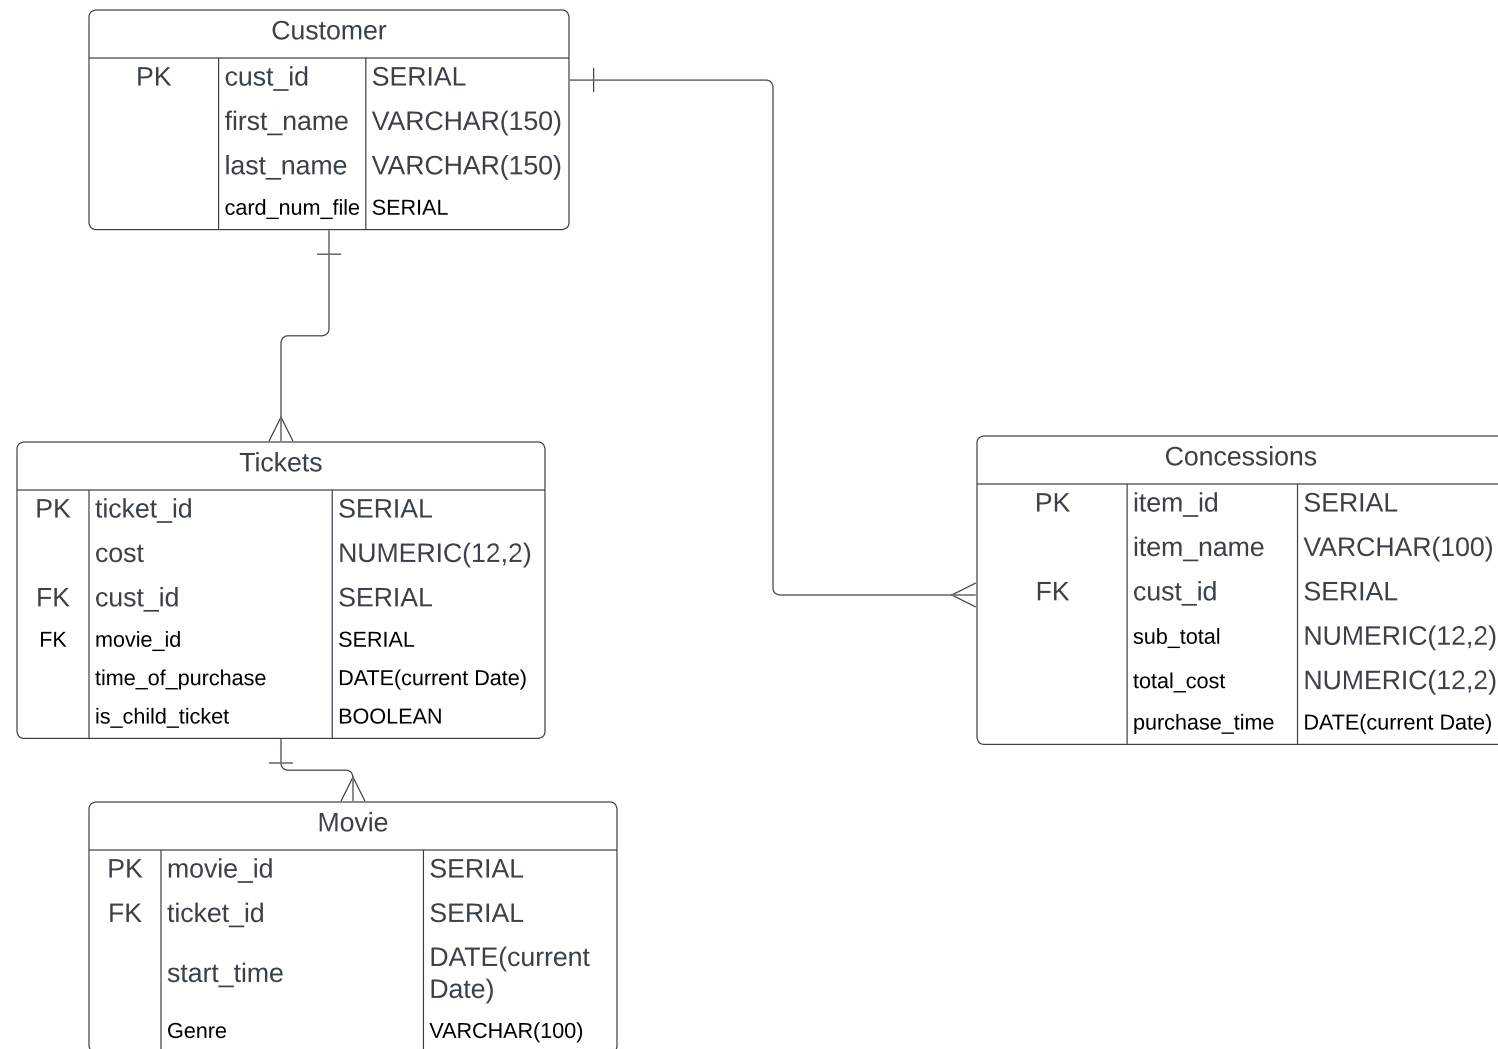 Customer
PK cust_id SERIAL
first_name VARCHAR(150)
last_name VARCHAR(150)
card_num_file SERIAL
Tickets
PK ticket_id SERIAL
cost NUMERIC(12,2)
FK cust_id SERIAL
FK movie_id SERIAL
time_of_purchase DATE(current Date)
is_child_ticket BOOLEAN
Concessions
PK item_id SERIAL
item_name VARCHAR(100)
FK cust_id SERIAL
sub_total NUMERIC(12,2)
total_cost NUMERIC(12,2)
purchase_time DATE(current Date)
Movie
PK movie_id SERIAL
FK ticket_id SERIAL
start_time DATE(current
Date)
Genre VARCHAR(100)